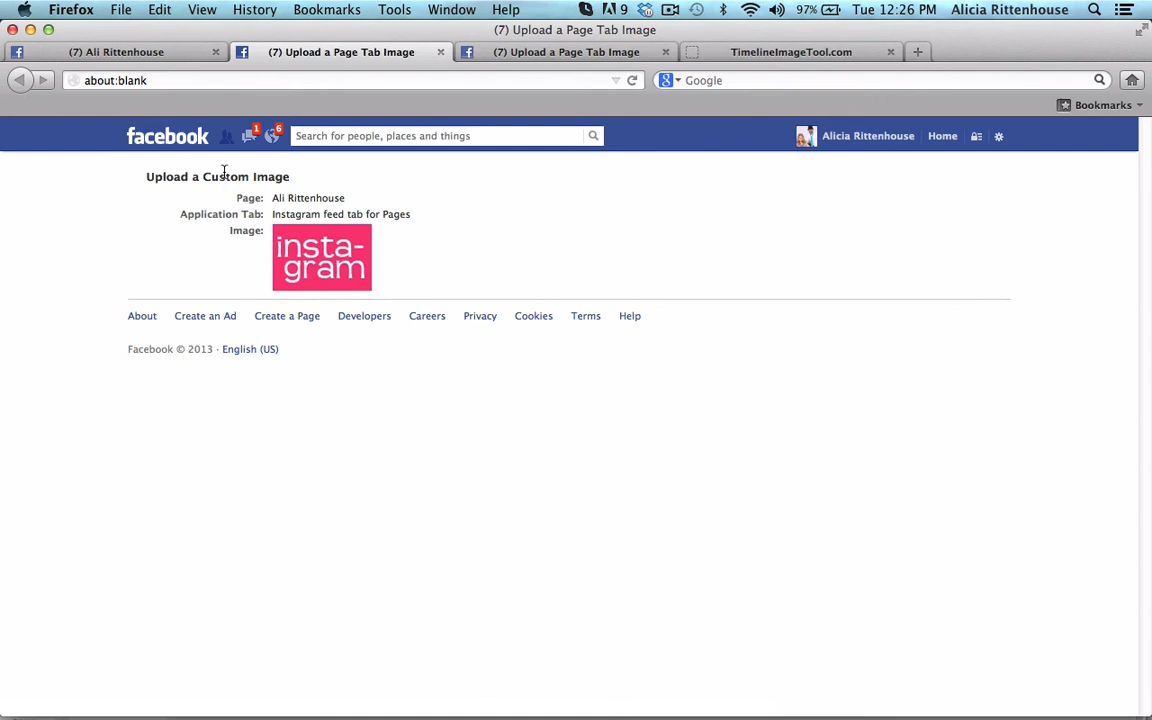 Firefox File Edit View History Bookmarks Tools Window Help 9 97% Tue 12:26 PM Alicia Rittenhouse
(7) Upload a Page Tab Image
(7) Ali Rittenhouse (7) Upload a Page Tab Image (7) Upload a Page Tab Image TimelineImageTool.com
about:blank Google
Bookmarks
facebook 1 6 Search for people, places and things Alicia Rittenhouse Home
Upload a Custom Image
Page: Ali Rittenhouse
Application Tab: Instagram feed tab for Pages
Image:
insta-
gram
About Create an Ad Create a Page Developers Careers Privacy Cookies Terms Help
Facebook © 2013 · English (US)